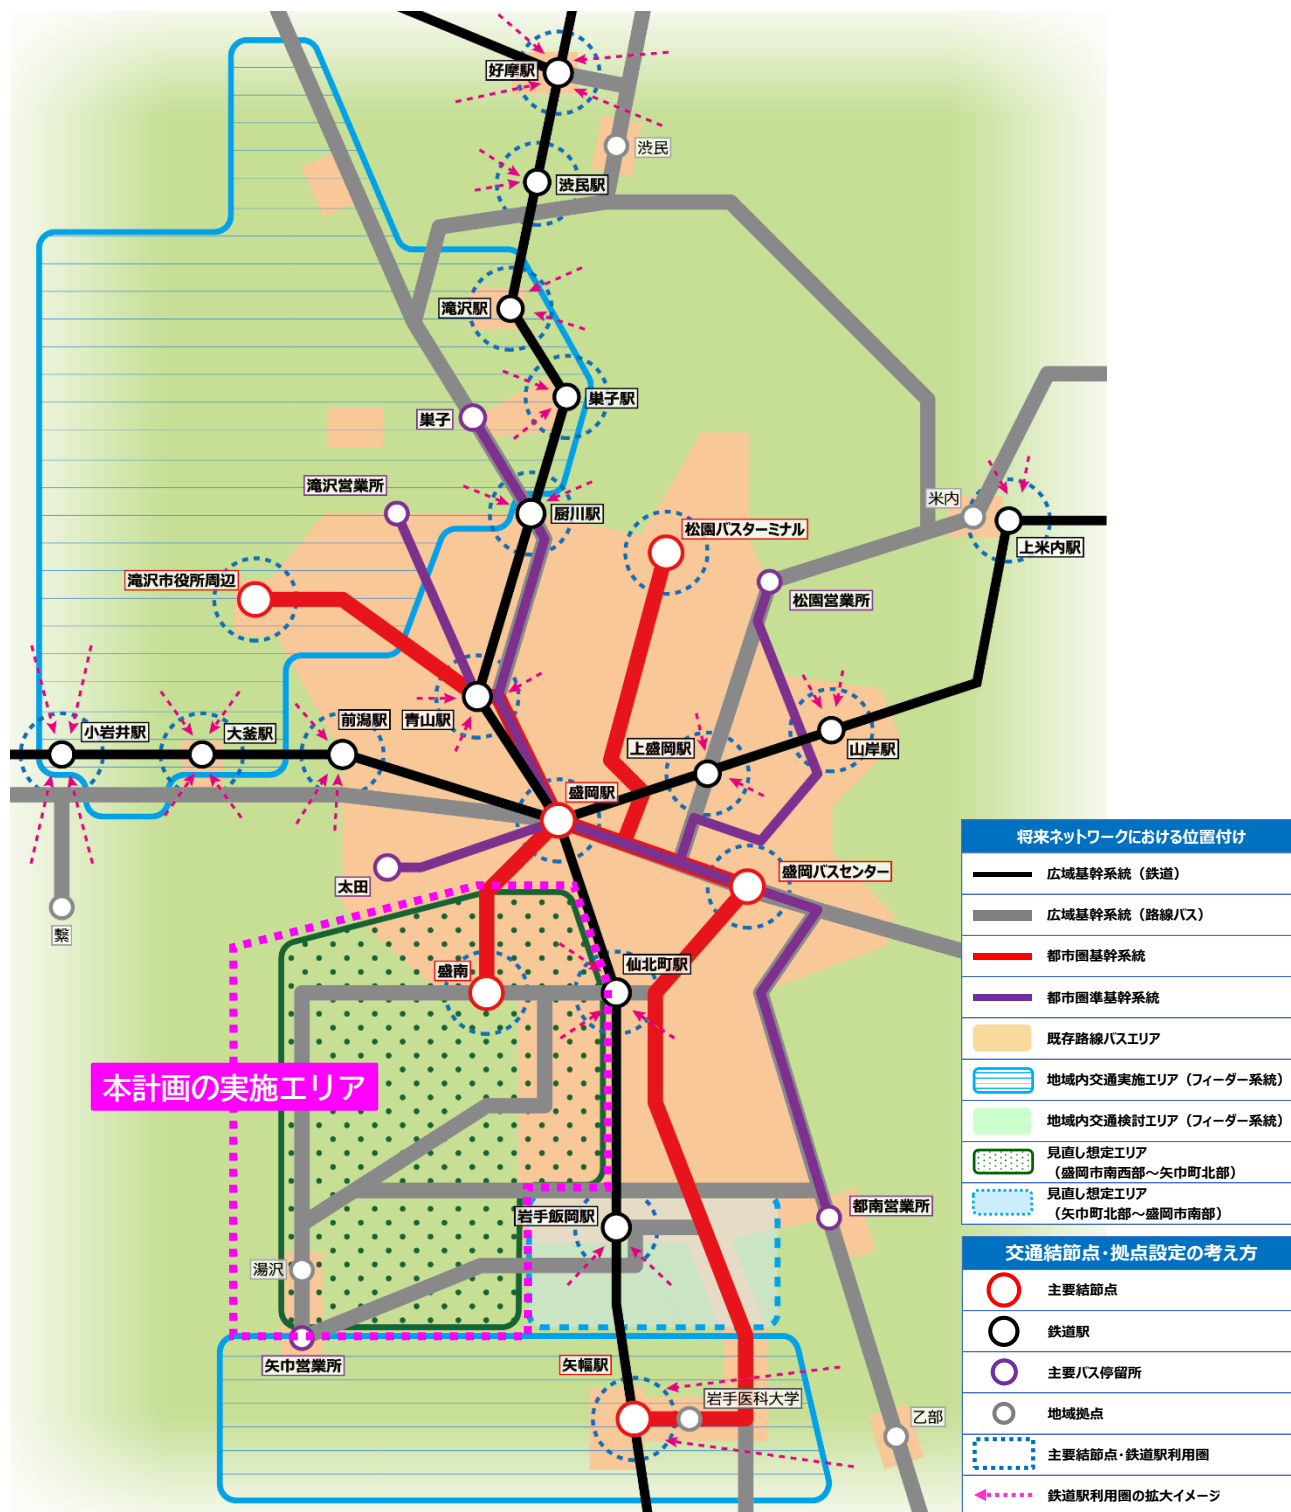 好摩駅
渋民
渋民駅
滝沢駅
巣子駅
巣子
滝沢営業所
厨川駅
米内
松園バスターミナル
上米内駅
滝沢市役所周辺
松園営業所
小岩井駅
大釜駅
前潟駅
青山駅
上盛岡駅
山岸駅
盛岡駅
太田
盛岡バスセンター
繋
盛南
仙北町駅
本計画の実施エリア
岩手飯岡駅
都南営業所
湯沢
矢巾営業所
矢幅駅
岩手医科大学
乙部
将来ネットワークにおける位置付け
広域基幹系統(鉄道)
広域基幹系統(路線バス)
都市圏基幹系統
都市圏準基幹系統
既存路線バスエリア
地域内交通実施エリア(フィーダー系統)
地域内交通検討エリア(フィーダー系統)
見直し想定エリア
(盛岡市南西部~矢巾町北部)
見直し想定エリア
(矢巾町北部~盛岡市南部)
交通結節点・拠点設定の考え方
主要結節点
鉄道駅
主要バス停留所
地域拠点
主要結節点・鉄道駅利用圏
鉄道駅利用圏の拡大イメージ